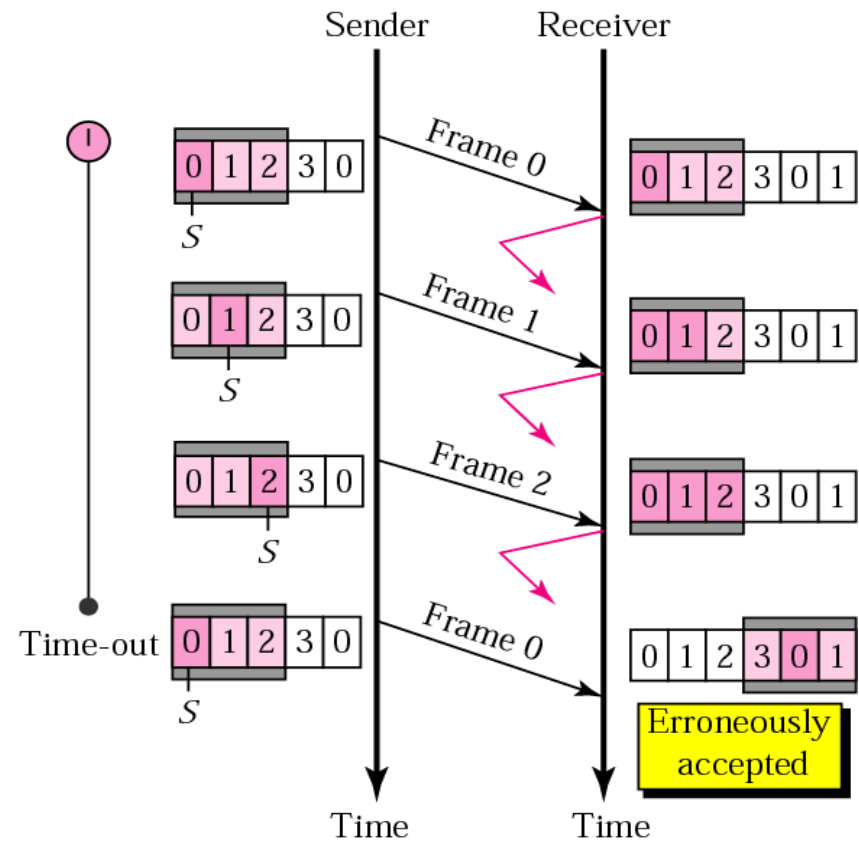 Sender Receiver
Frame 0
0 1 2 3 0
0 1 2 3 0 1
S
Frame 1
0 1 2 3 0
0 1 2 3 0 1
S
Frame 2
0 1 2 3 0
0 1 2 3 0 1
S
Frame 0
Time-out
0 1 2 3 0
0 1 2 3 0 1
S
Erroneously
accepted
Time Time